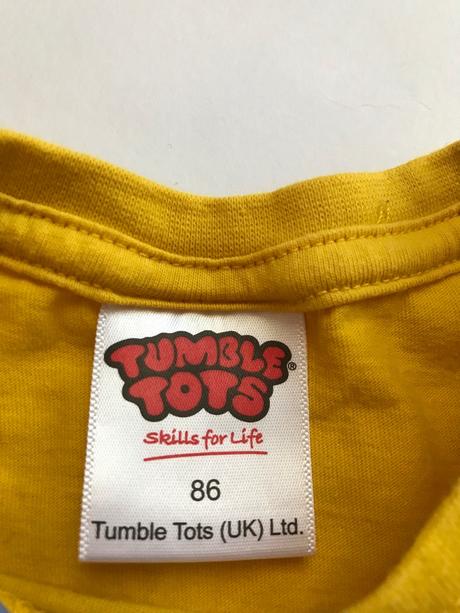 TUMBLE
TOTS®
Skills for Life
86
Tumble Tots (UK) Ltd.